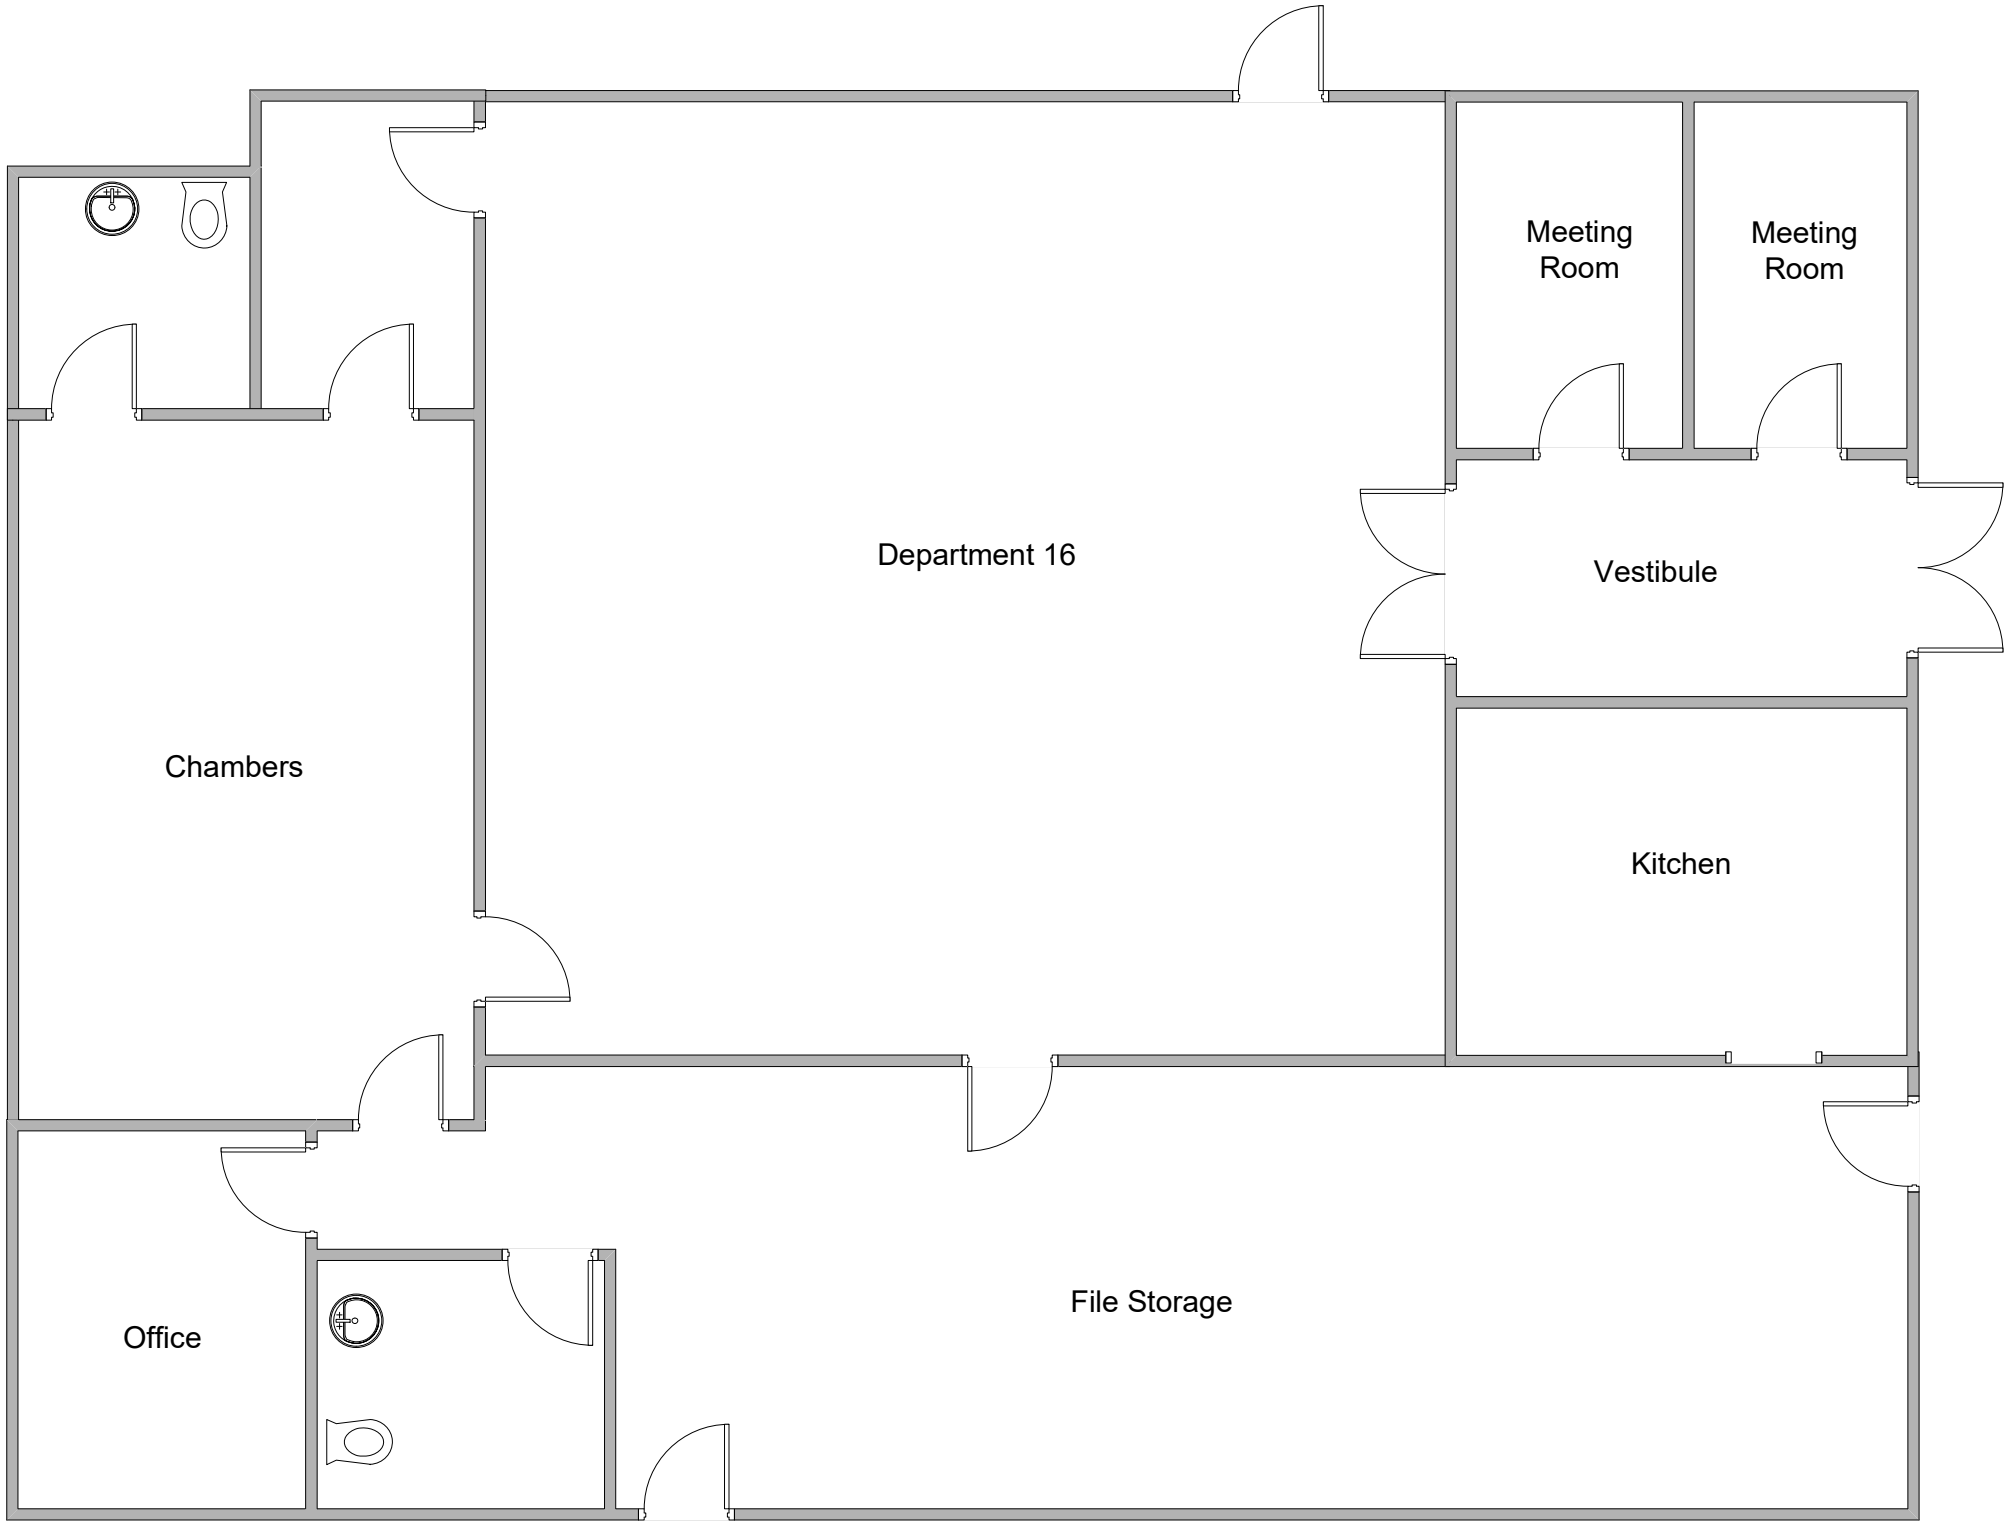 Meeting
Room
Meeting
Room
Department 16
Vestibule
Chambers
Kitchen
File Storage
Office